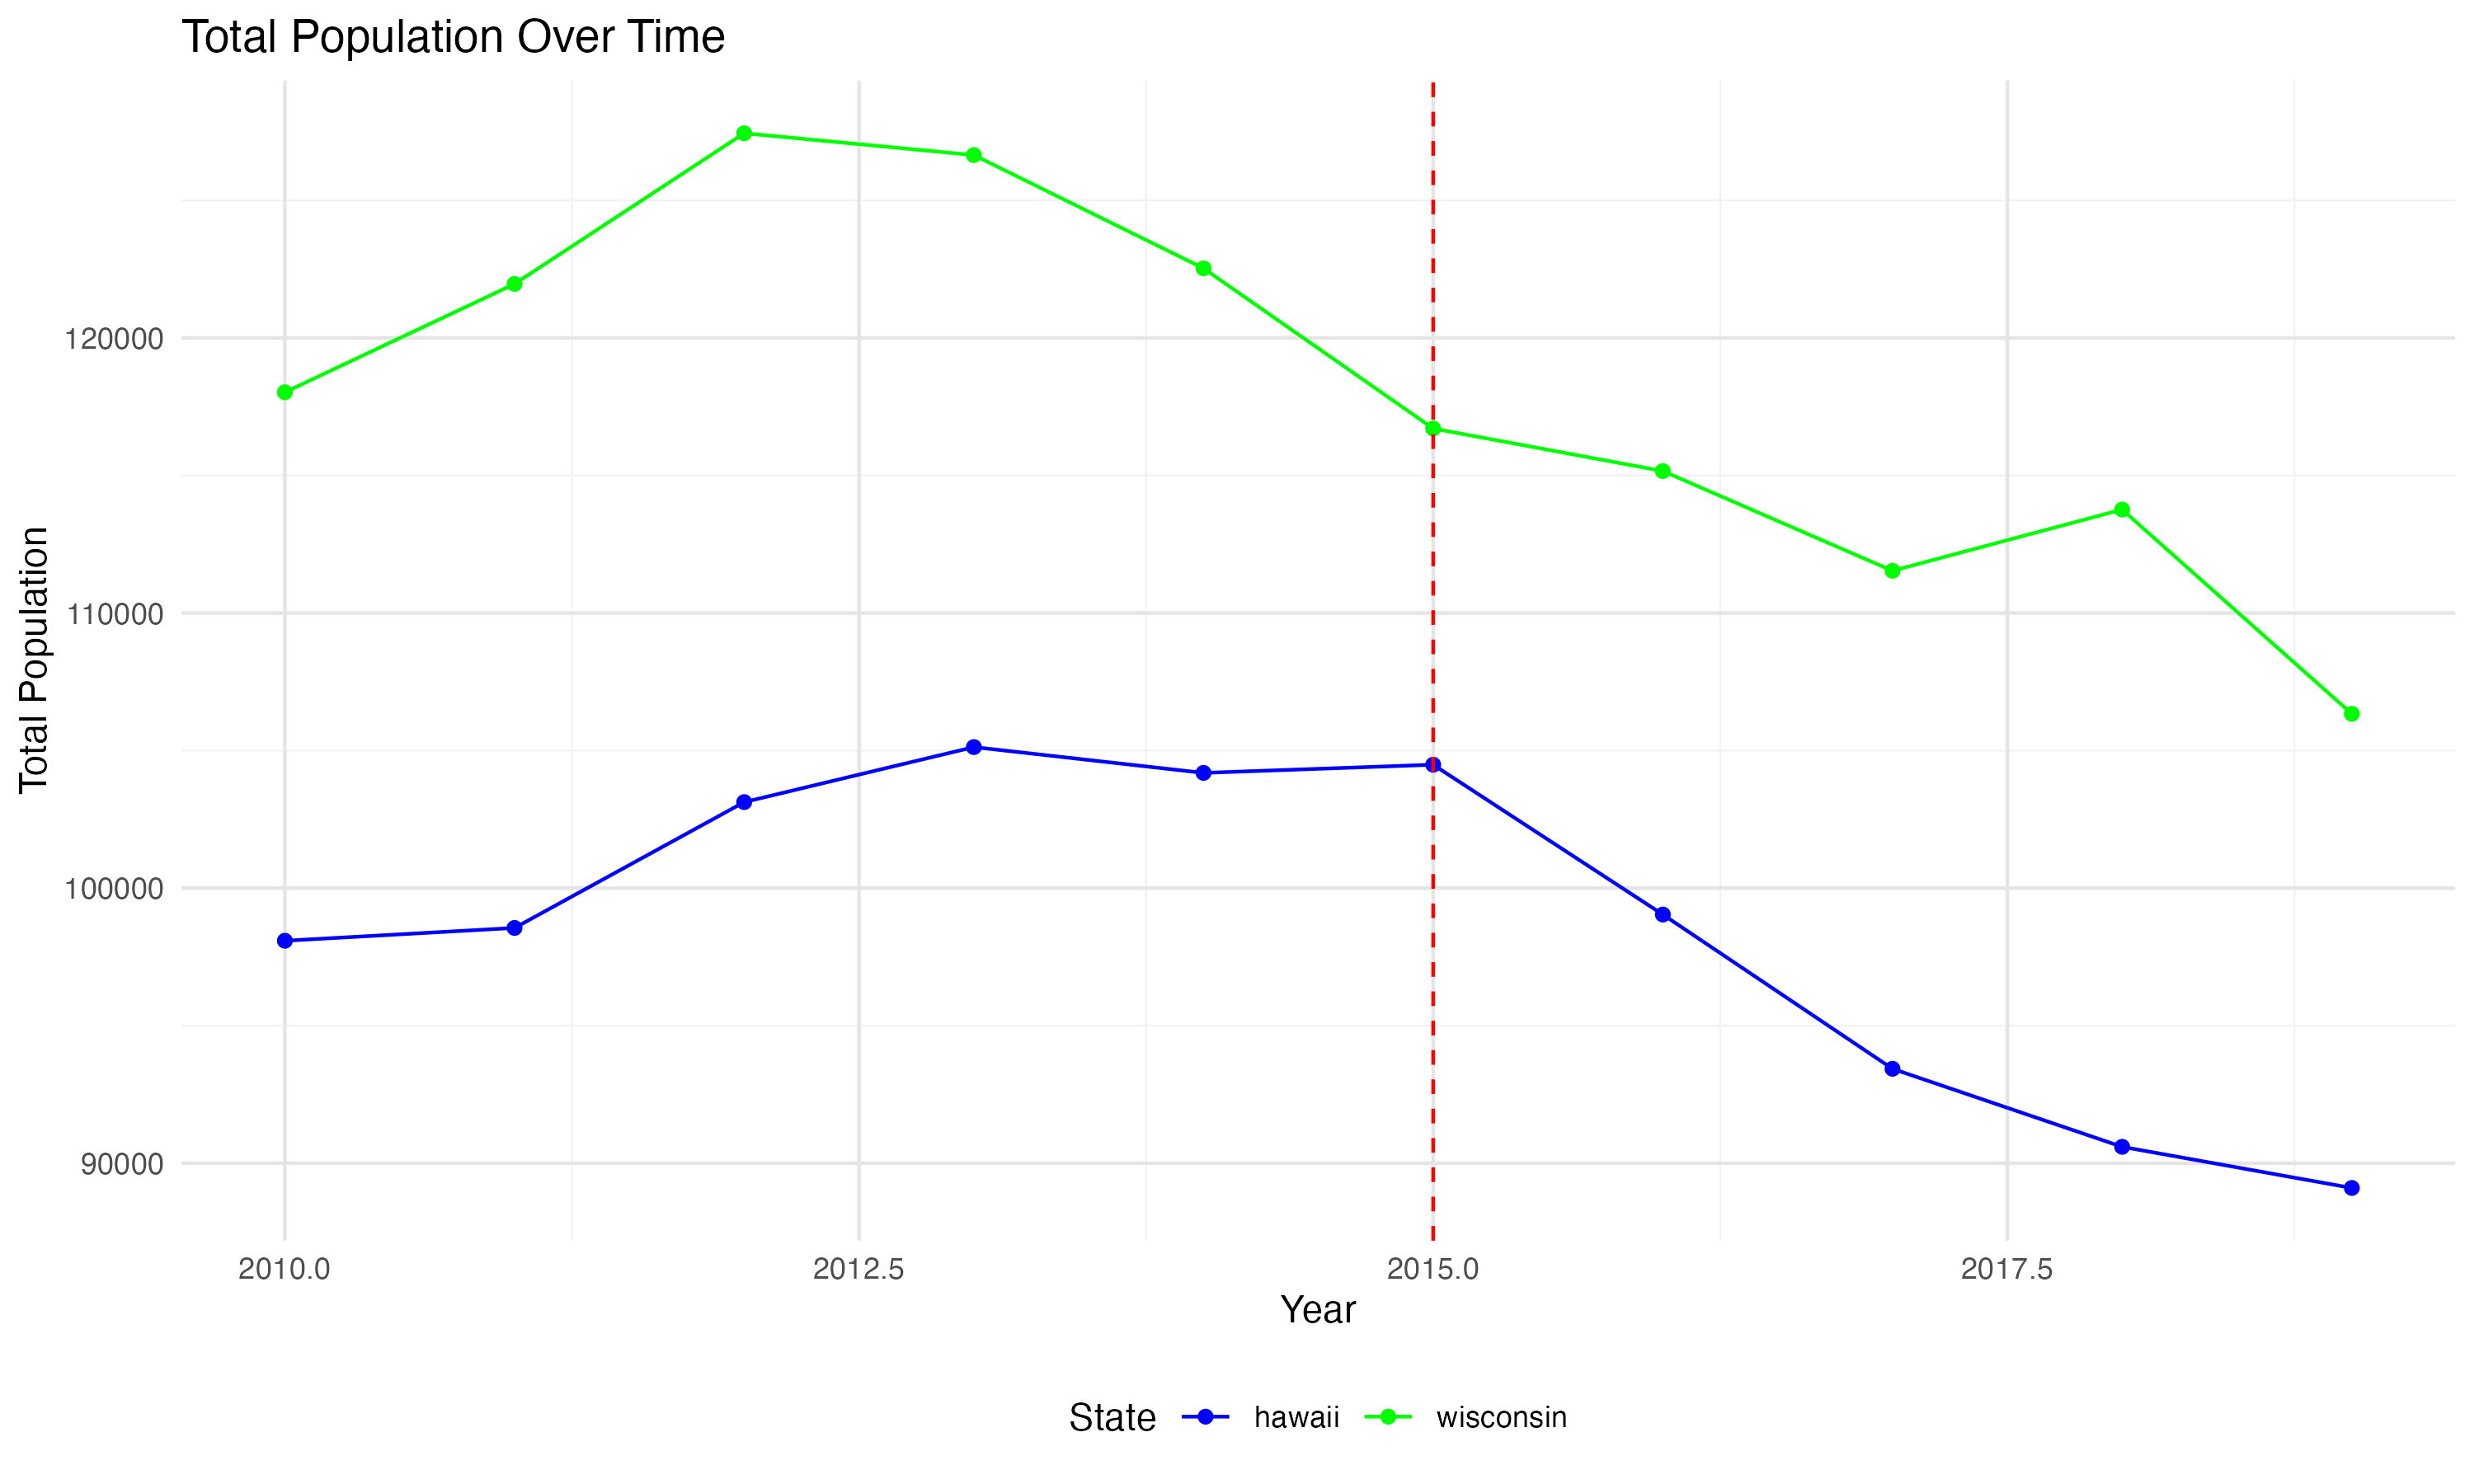 Total Population Over Time
Total Population
120000
110000
100000
90000
2010.0 2012.5 2015.0 2017.5
Year
State hawaii wisconsin